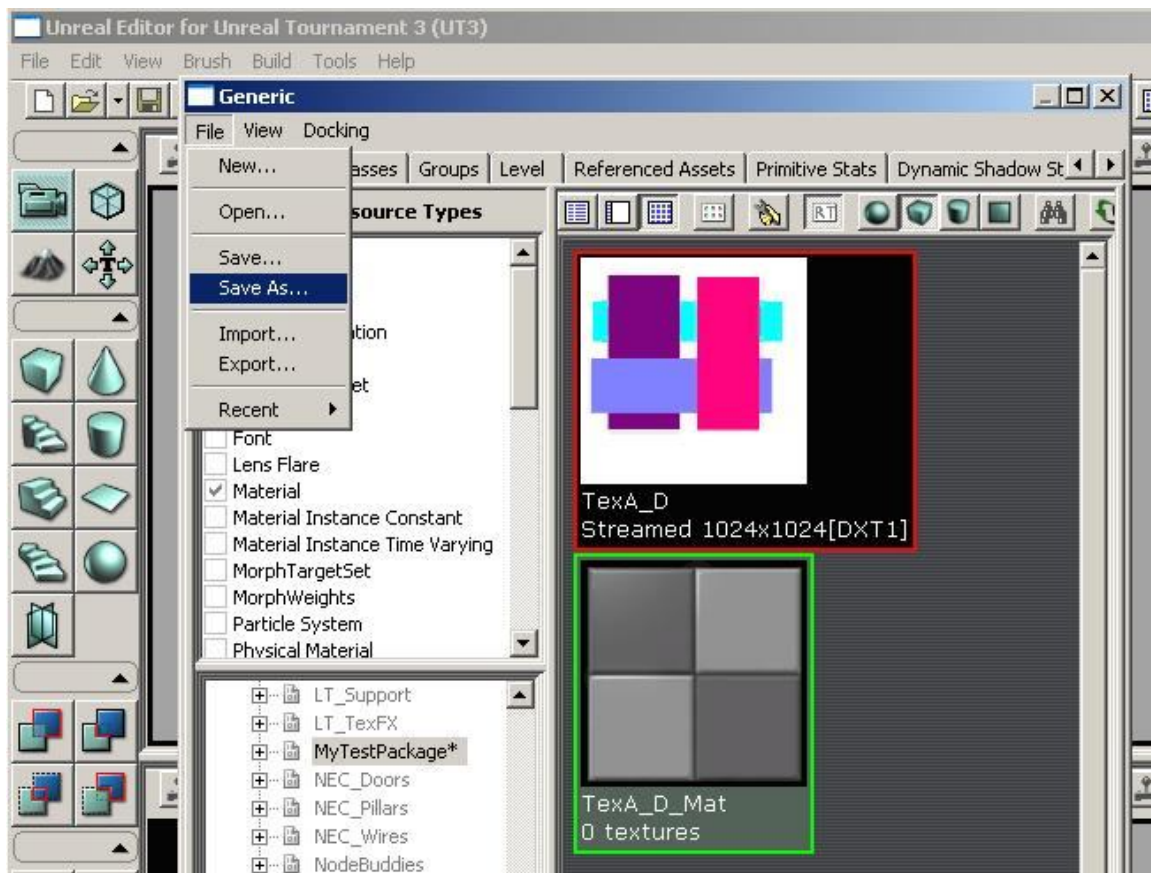 Unreal Editor for Unreal Tournament 3 (UT3)
File Edit View Brush Build Tools Help
Generic
File View Docking
New...
Open...
Save...
Save As...
Import...
Export...
Recent
asses Groups Level Referenced Assets Primitive Stats Dynamic Shadow St
source Types
RT
ation
et
Font
Lens Flare
Material
Material Instance Constant
Material Instance Time Varying
MorphTargetSet
MorphWeights
Particle System
Physical Material
LT_Support
LT_TexFX
MyTestPackage*
NEC_Doors
NEC_Pillars
NEC_Wires
NodeBuddies
TexA_D
Streamed 1024x1024[DXT1]
TexA_D_Mat
0 textures